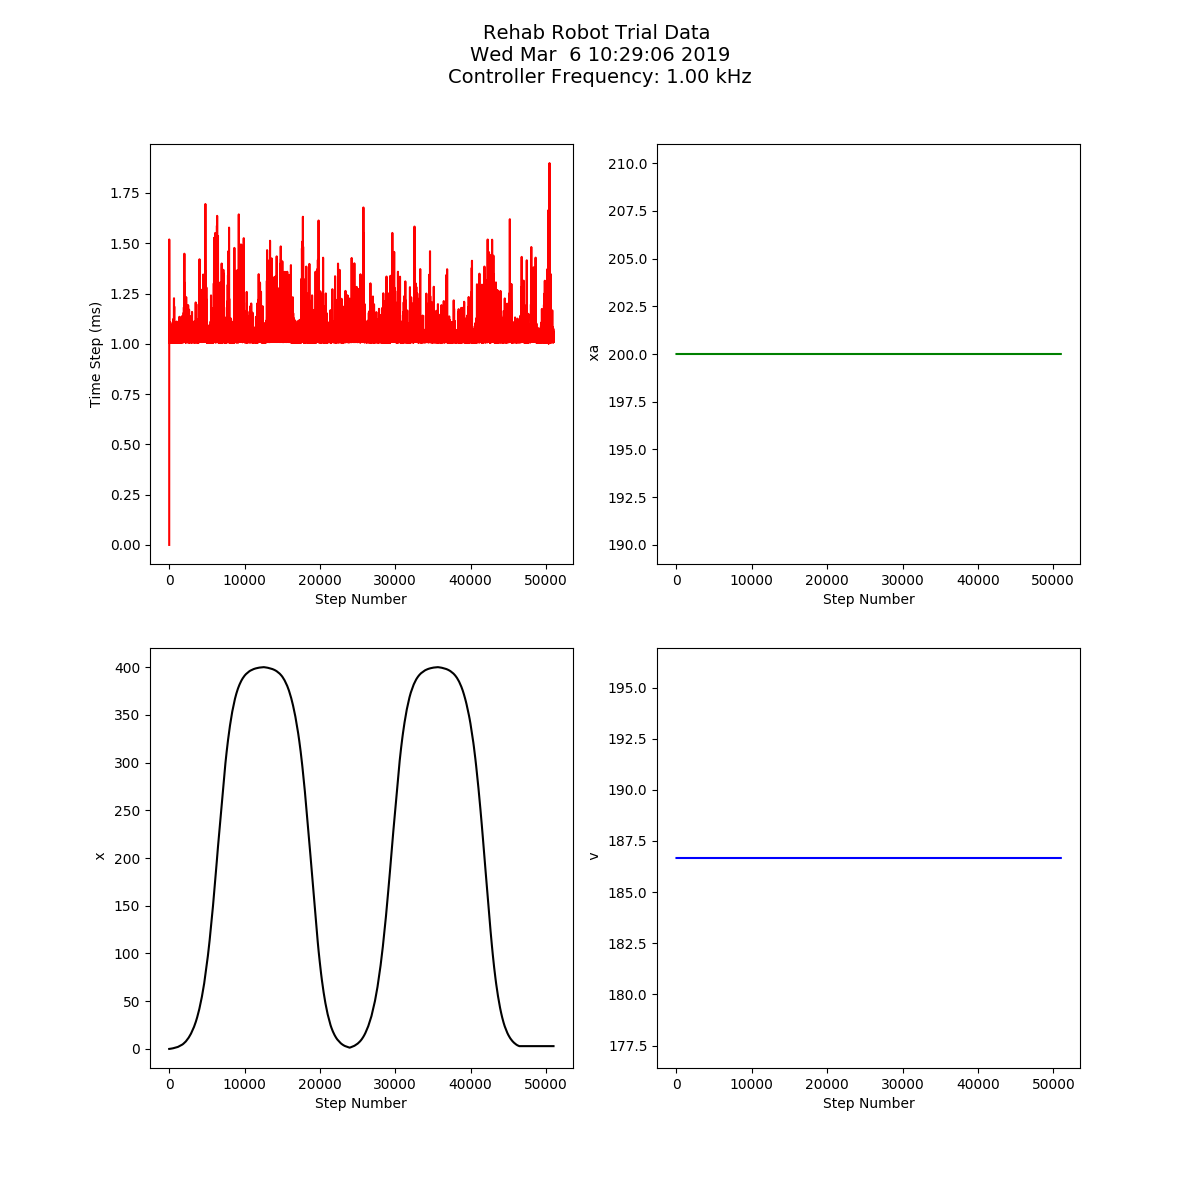 Rehab Robot Trial Data
Wed Mar  6 10:29:06 2019
Controller Frequency: 1.00 kHz
1.75
1.50
1.25
1.00
0.75
0.50
0.25
0.00
Time Step (ms)
0 10000 20000 30000 40000 50000
Step Number
210.0
207.5
205.0
202.5
200.0
197.5
195.0
192.5
190.0
xa
0 10000 20000 30000 40000 50000
Step Number
400
350
300
250
200
150
100
50
0
x
0 10000 20000 30000 40000 50000
Step Number
195.0
192.5
190.0
187.5
185.0
182.5
180.0
177.5
v
0 10000 20000 30000 40000 50000
Step Number